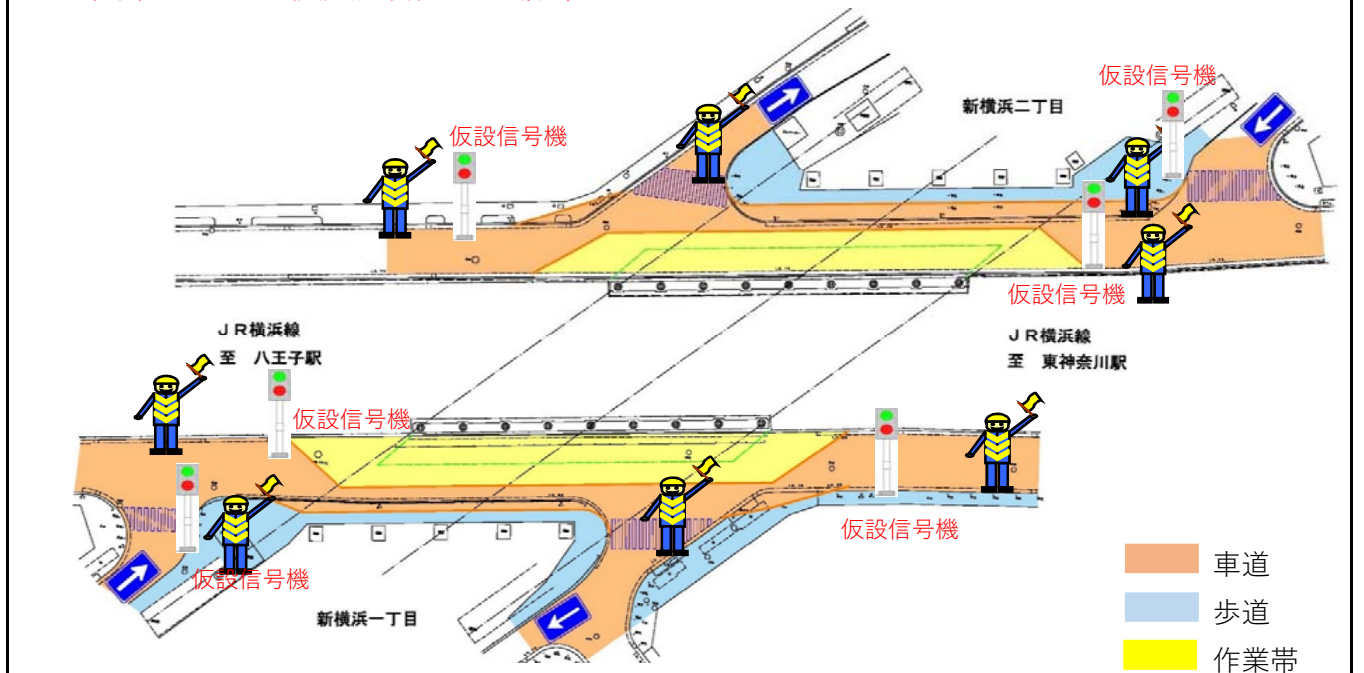 仮設信号機
仮設信号機
新横浜二丁目
仮設信号機
JR横浜線
至 八王子駅
JR横浜線
至 東神奈川駅
仮設信号機
仮設信号機
仮設信号機
新横浜一丁目
車道
歩道
作業帯